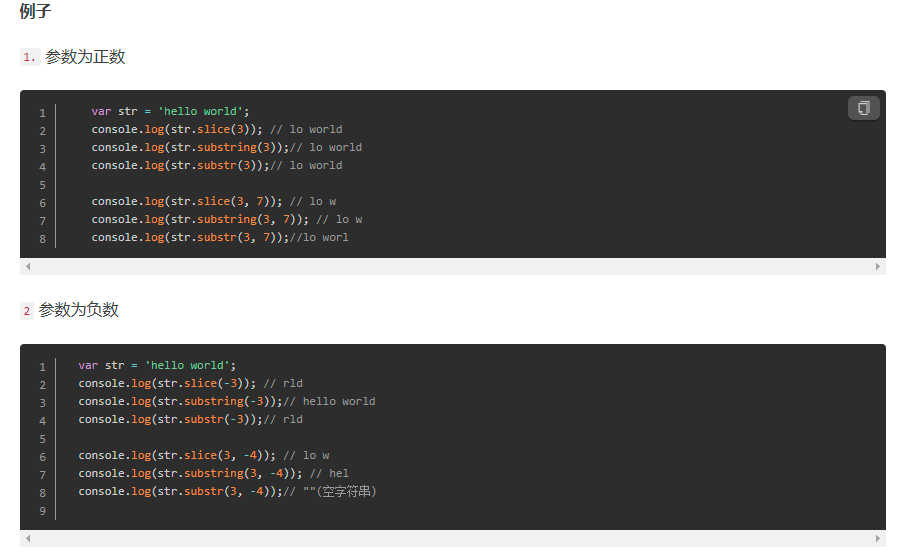 例子
1. 参数为正数
1 var str = 'hello world';
2 console.log(str.slice(3)); // lo world
3 console.log(str.substring(3));// lo world
4 console.log(str.substr(3));// lo world
5
6 console.log(str.slice(3, 7)); // lo w
7 console.log(str.substring(3, 7)); // lo w
8 console.log(str.substr(3, 7));//lo worl
2 参数为负数
1 var str = 'hello world';
2 console.log(str.slice(-3)); // rld
3 console.log(str.substring(-3));// hello world
4 console.log(str.substr(-3));// rld
5
6 console.log(str.slice(3, -4)); // lo w
7 console.log(str.substring(3, -4)); // hel
8 console.log(str.substr(3, -4));// ""(空字符串)
9